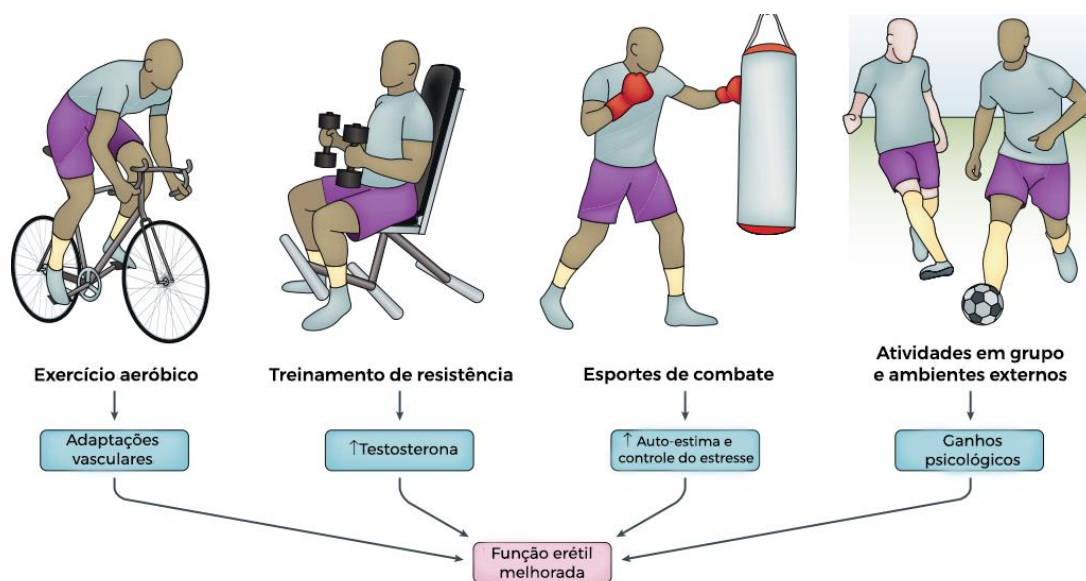 Exercício aeróbico
Treinamento de resistência
Esportes de combate
Atividades em grupo
e ambientes externos
Adaptações
vasculares
↑Testosterona
↑ Auto-estima e
controle do estresse
Ganhos
psicológicos
Função erétil
melhorada